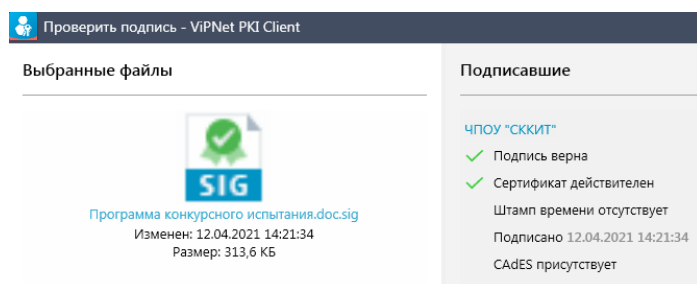 Проверить подпись - ViPNet PKI Client
Выбранные файлы
SIG
Программа конкурсного испытания.doc.sig
Изменен: 12.04.2021 14:21:34
Размер: 313,6 КБ
Подписавшие
ЧПОУ "СККИТ"
Подпись верна
Сертификат действителен
Штамп времени отсутствует
Подписано 12.04.2021 14:21:34
CAdES присутствует